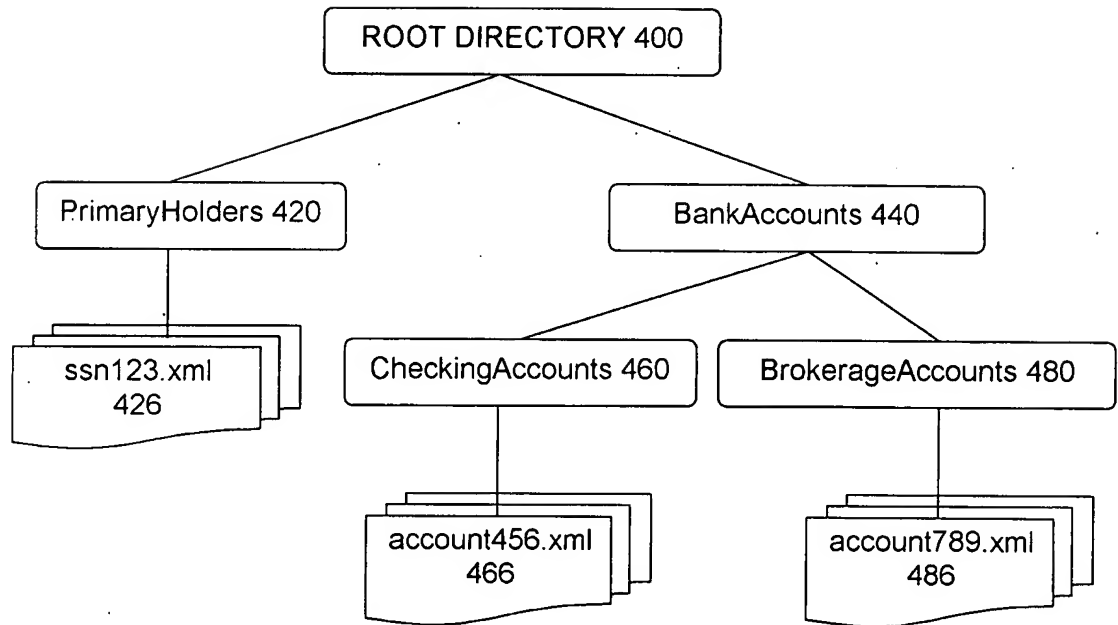 ROOT DIRECTORY 400
PrimaryHolders 420
BankAccounts 440
ssn123.xml
426
CheckingAccounts 460
BrokerageAccounts 480
account456.xml
466
account789.xml
486